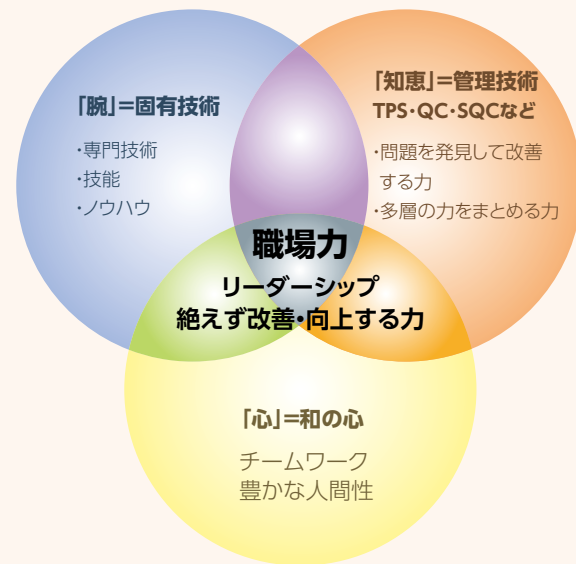 「腕」=固有技術
・専門技術
・技能
・ノウハウ
「知恵」=管理技術
TPS・QC・SQCなど
・問題を発見して改善
する力
・多層の力をまとめる力
職場力
リーダーシップ
絶えず改善・向上する力
「心」=和の心
チームワーク
豊かな人間性